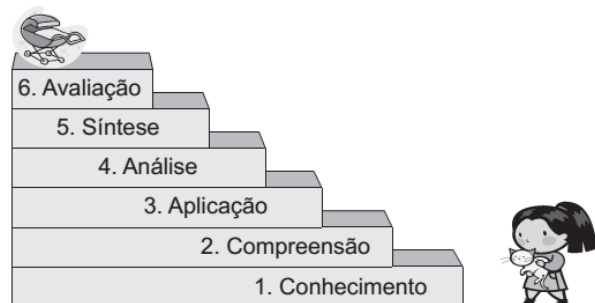 6. Avaliação
5. Síntese
4. Análise
3. Aplicação
2. Compreensão
1. Conhecimento